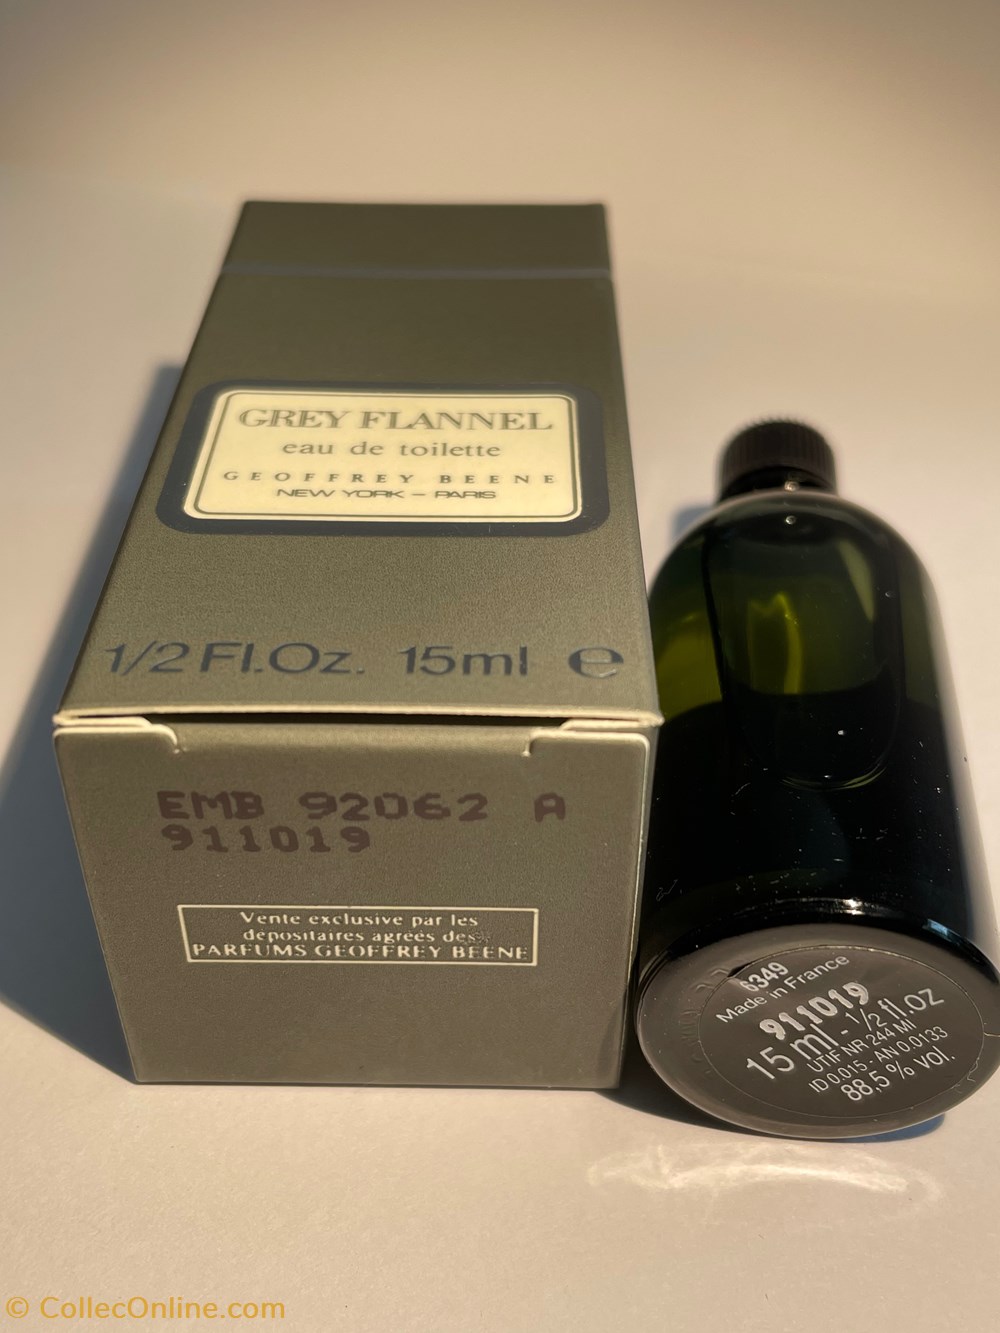 GREY FLANNEL
eau de toilette
GEOFFREY BEENE
NEW YORK – PARIS
1/2 Fl.Oz. 15ml e
EMB 92062 A
911019
Vente exclusive par les
dépositaires agréés des
PARFUMS GEOFFREY BEENE
6349
Made in France
911019
15 ml - 1/2 fl.oz
UTIF NR 244 MI
ID 0.015 - AN 0.0133
88,5 % vol.
© CollecOnline.com